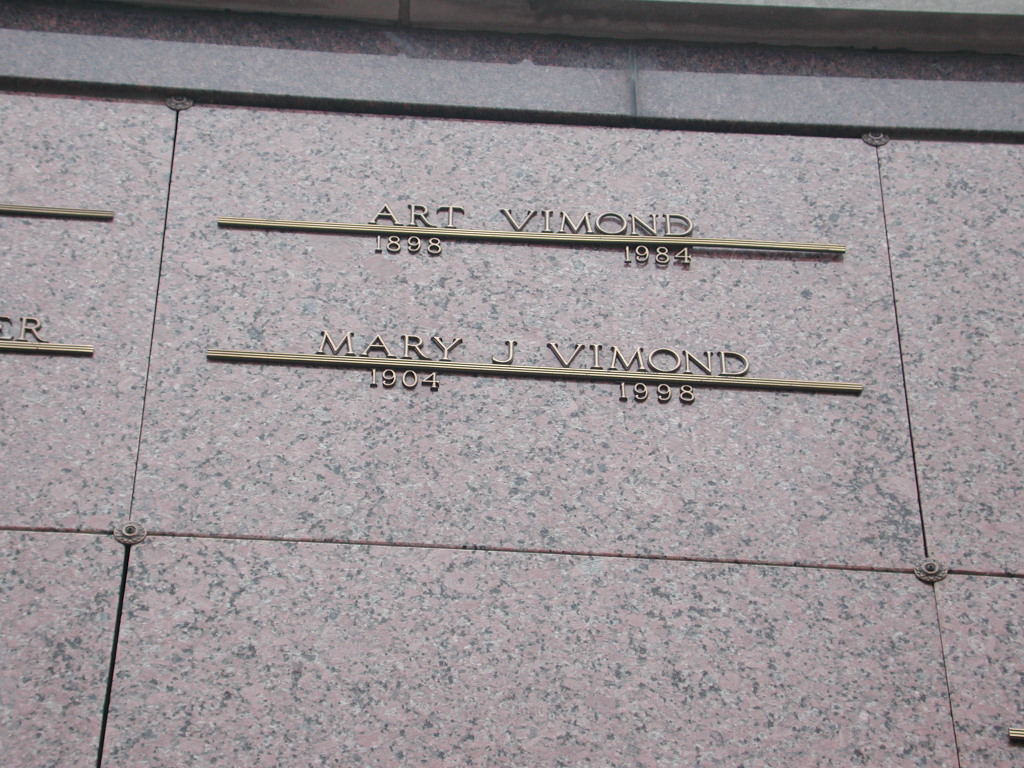 ART VIMOND
1898 1984
ER
MARY J VIMOND
1904 1998